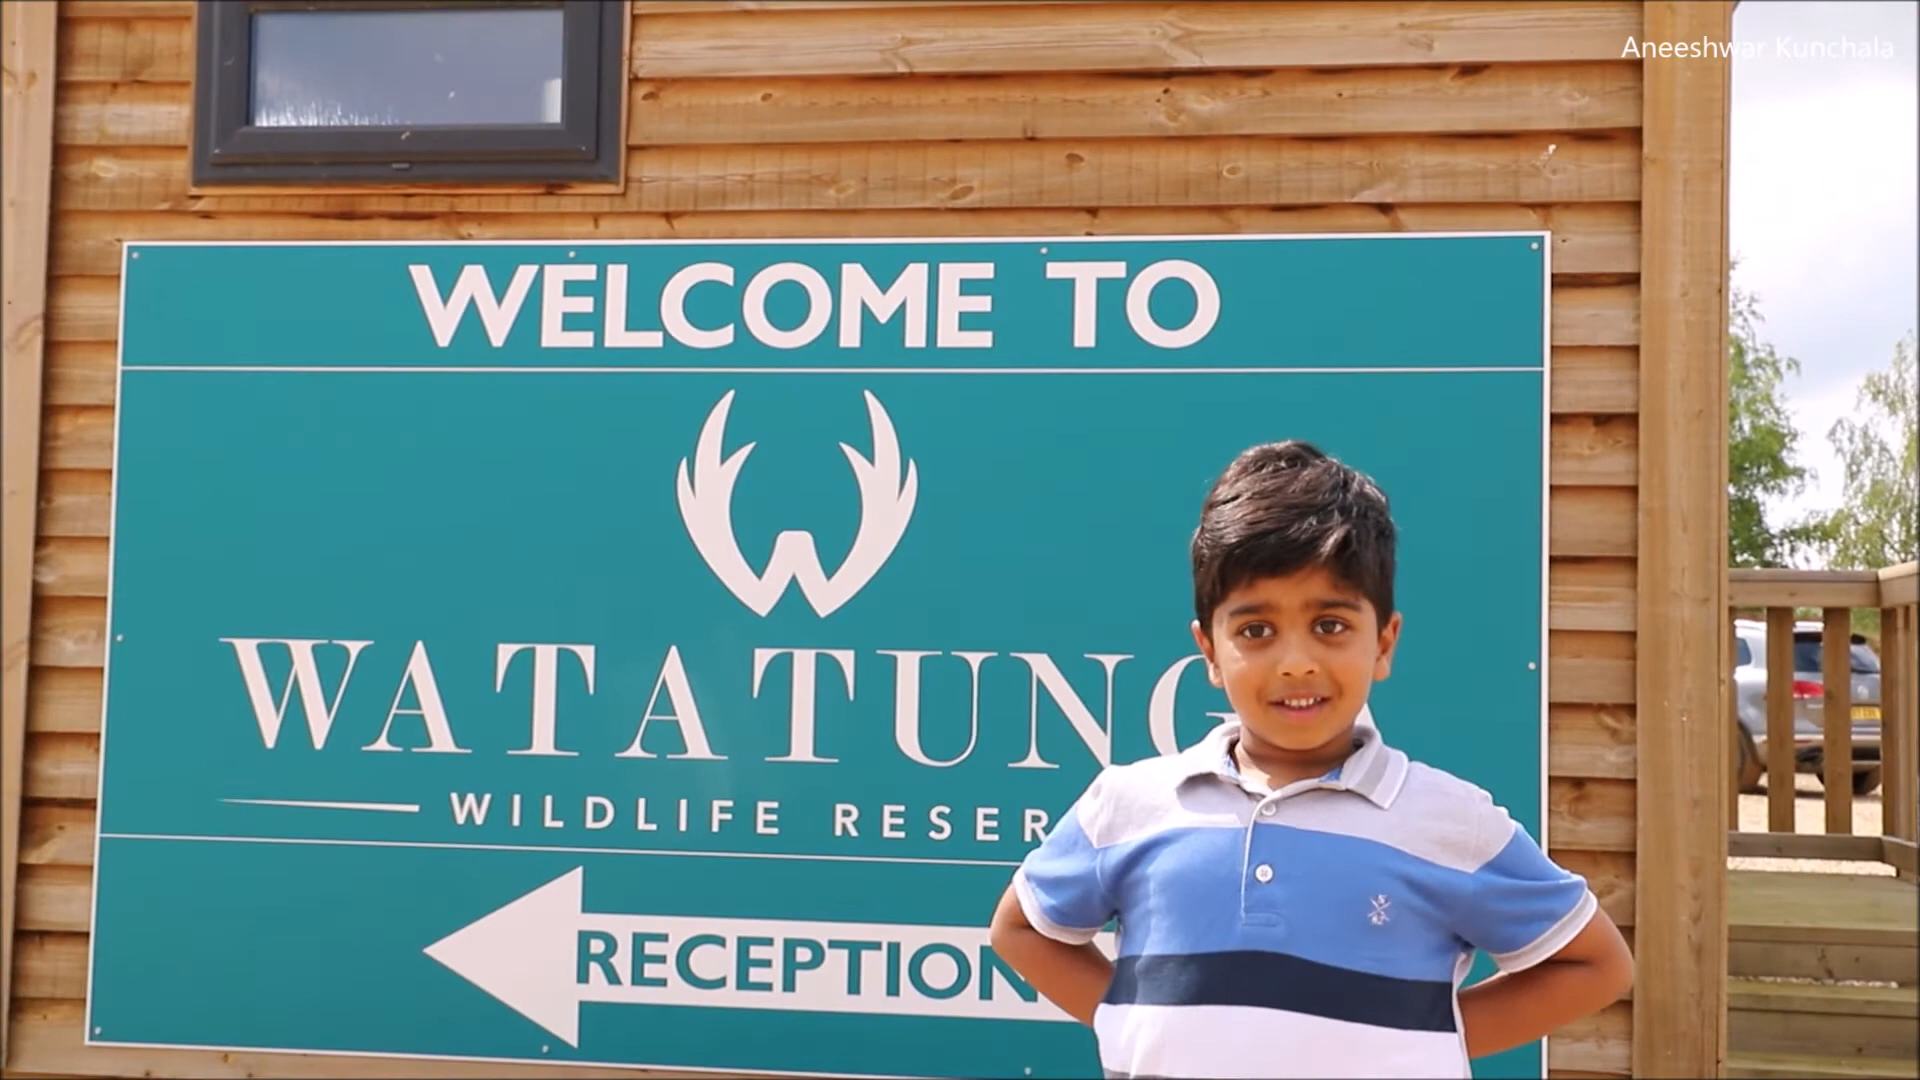 Aneeshwar Kunchala
WELCOME TO
WATATUNG
WILDLIFE RESER
RECEPTION